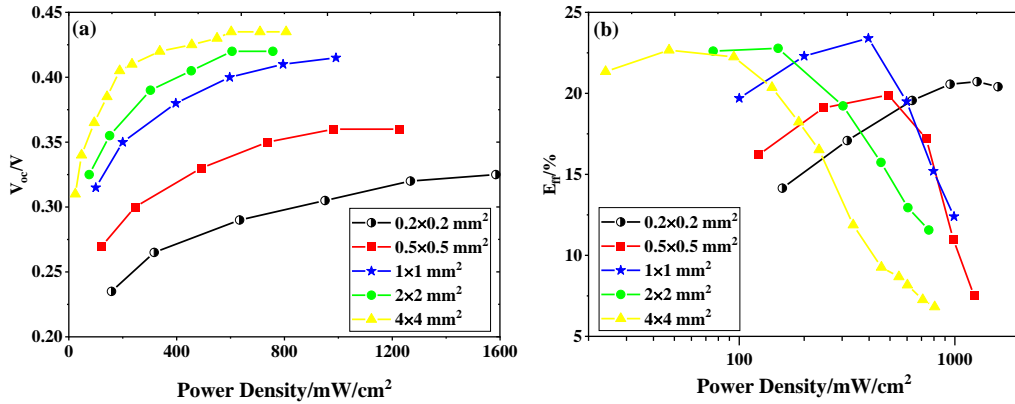 (a)
0.45
0.40
0.35
0.30
0.25
0.20
V_oc/V
0 400 800 1200 1600
Power Density/mW/cm²
0.2×0.2 mm²
0.5×0.5 mm²
1×1 mm²
2×2 mm²
4×4 mm²
(b)
25
20
15
10
5
E_ff/%
100 1000
Power Density/mW/cm²
0.2×0.2 mm²
0.5×0.5 mm²
1×1 mm²
2×2 mm²
4×4 mm²